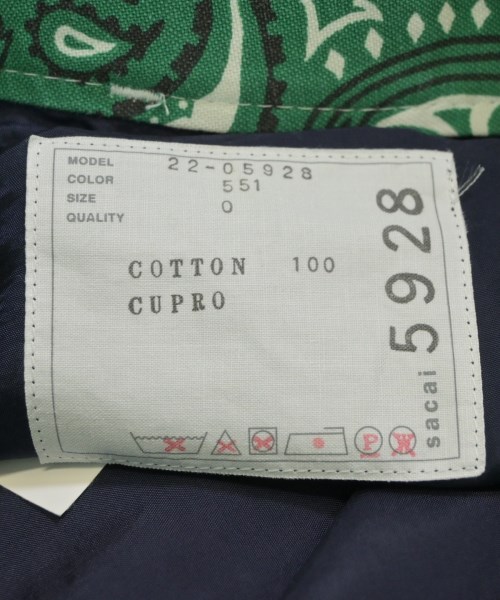 MODEL 22-05928
COLOR 551
SIZE 0
QUALITY
COTTON 100
CUPRO
sacai 5928
P W